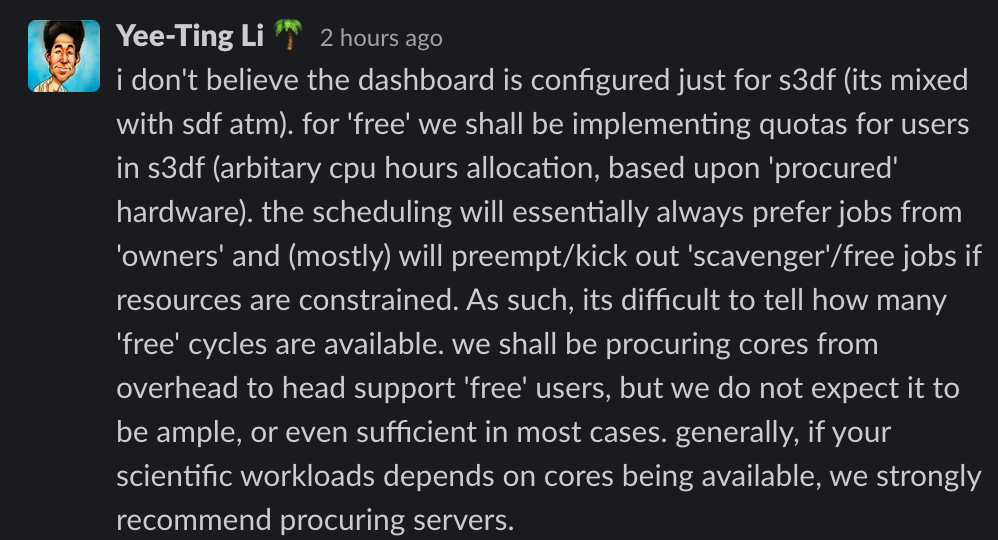 Yee-Ting Li 🌴 2 hours ago
i don't believe the dashboard is configured just for s3df (its mixed
with sdf atm). for 'free' we shall be implementing quotas for users
in s3df (arbitary cpu hours allocation, based upon 'procured'
hardware). the scheduling will essentially always prefer jobs from
'owners' and (mostly) will preempt/kick out 'scavenger'/free jobs if
resources are constrained. As such, its difficult to tell how many
'free' cycles are available. we shall be procuring cores from
overhead to head support 'free' users, but we do not expect it to
be ample, or even sufficient in most cases. generally, if your
scientific workloads depends on cores being available, we strongly
recommend procuring servers.